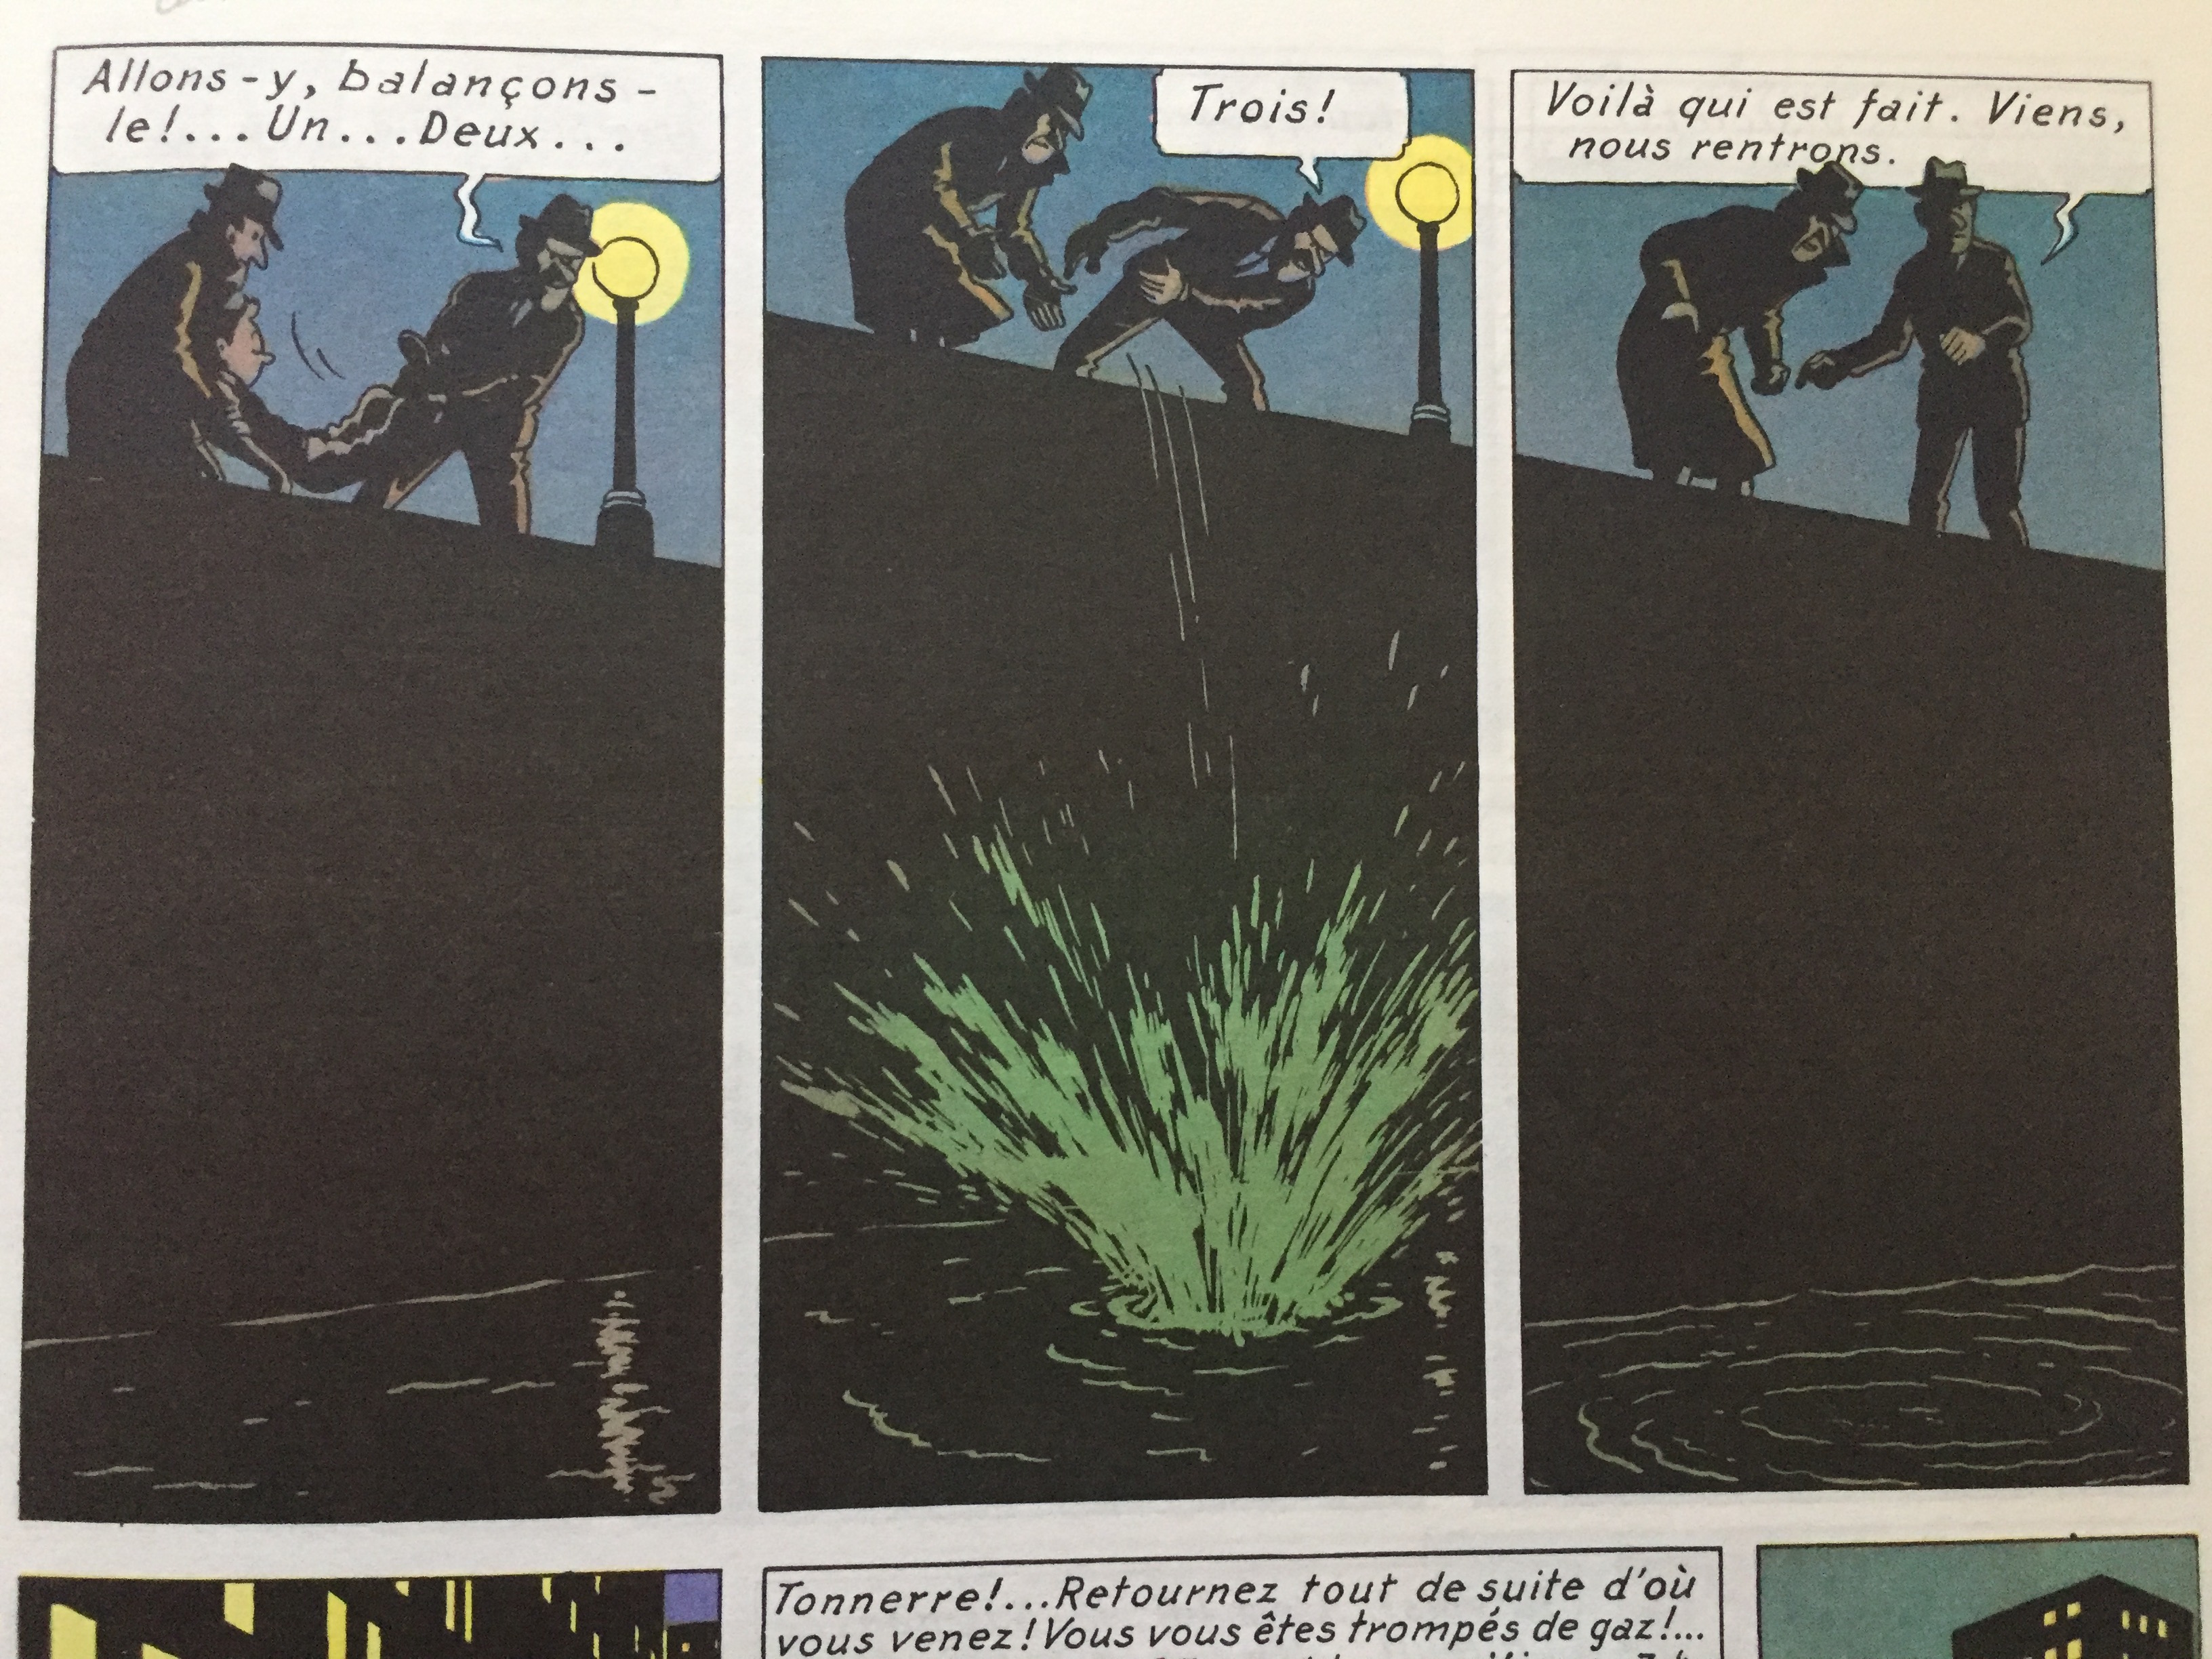 Allons-y, balançons-
le!...Un...Deux...
Trois!
Voilà qui est fait. Viens,
nous rentrons.
Tonnerre!...Retournez tout de suite d'où
vous venez! Vous vous êtes trompés de gaz!...